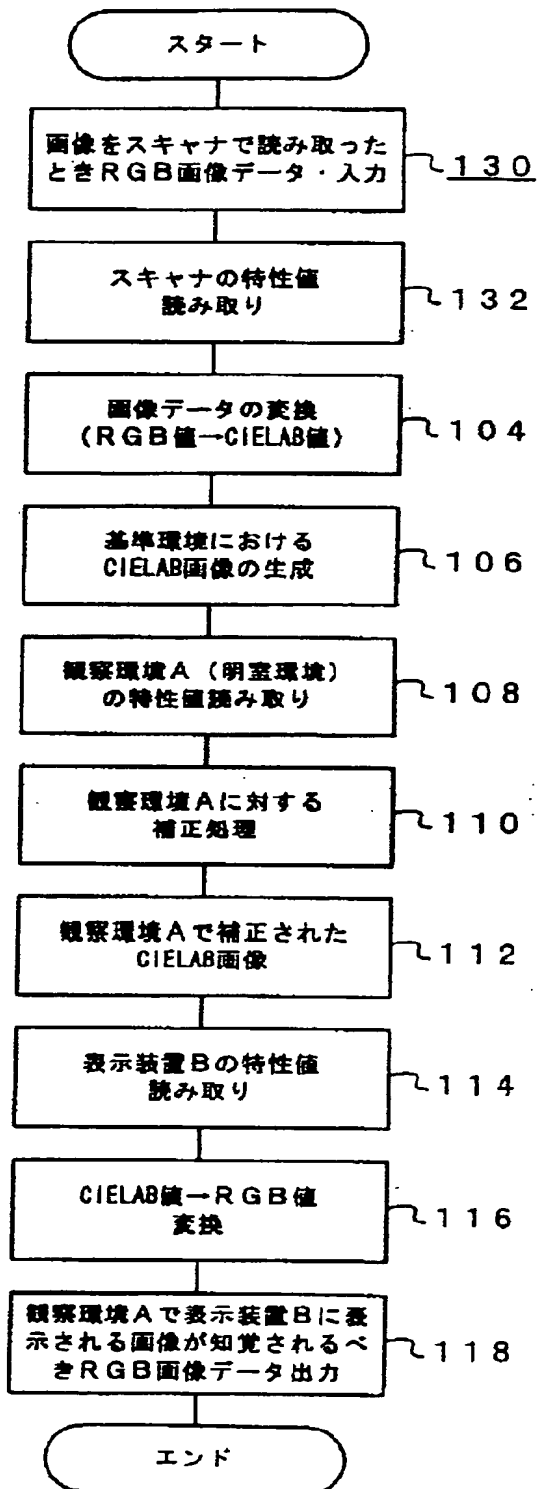 スタート
画像をスキャナで読み取った
ときRGB画像データ・入力
130
スキャナの特性値
読み取り
132
画像データの変換
(RGB値→CIELAB値)
104
基準環境における
CIELAB画像の生成
106
観察環境A(明室環境)
の特性値読み取り
108
観察環境Aに対する
補正処理
110
観察環境Aで補正された
CIELAB画像
112
表示装置Bの特性値
読み取り
114
CIELAB値→RGB値
変換
116
観察環境Aで表示装置Bに表
示される画像が知覚されるべ
きRGB画像データ出力
118
エンド